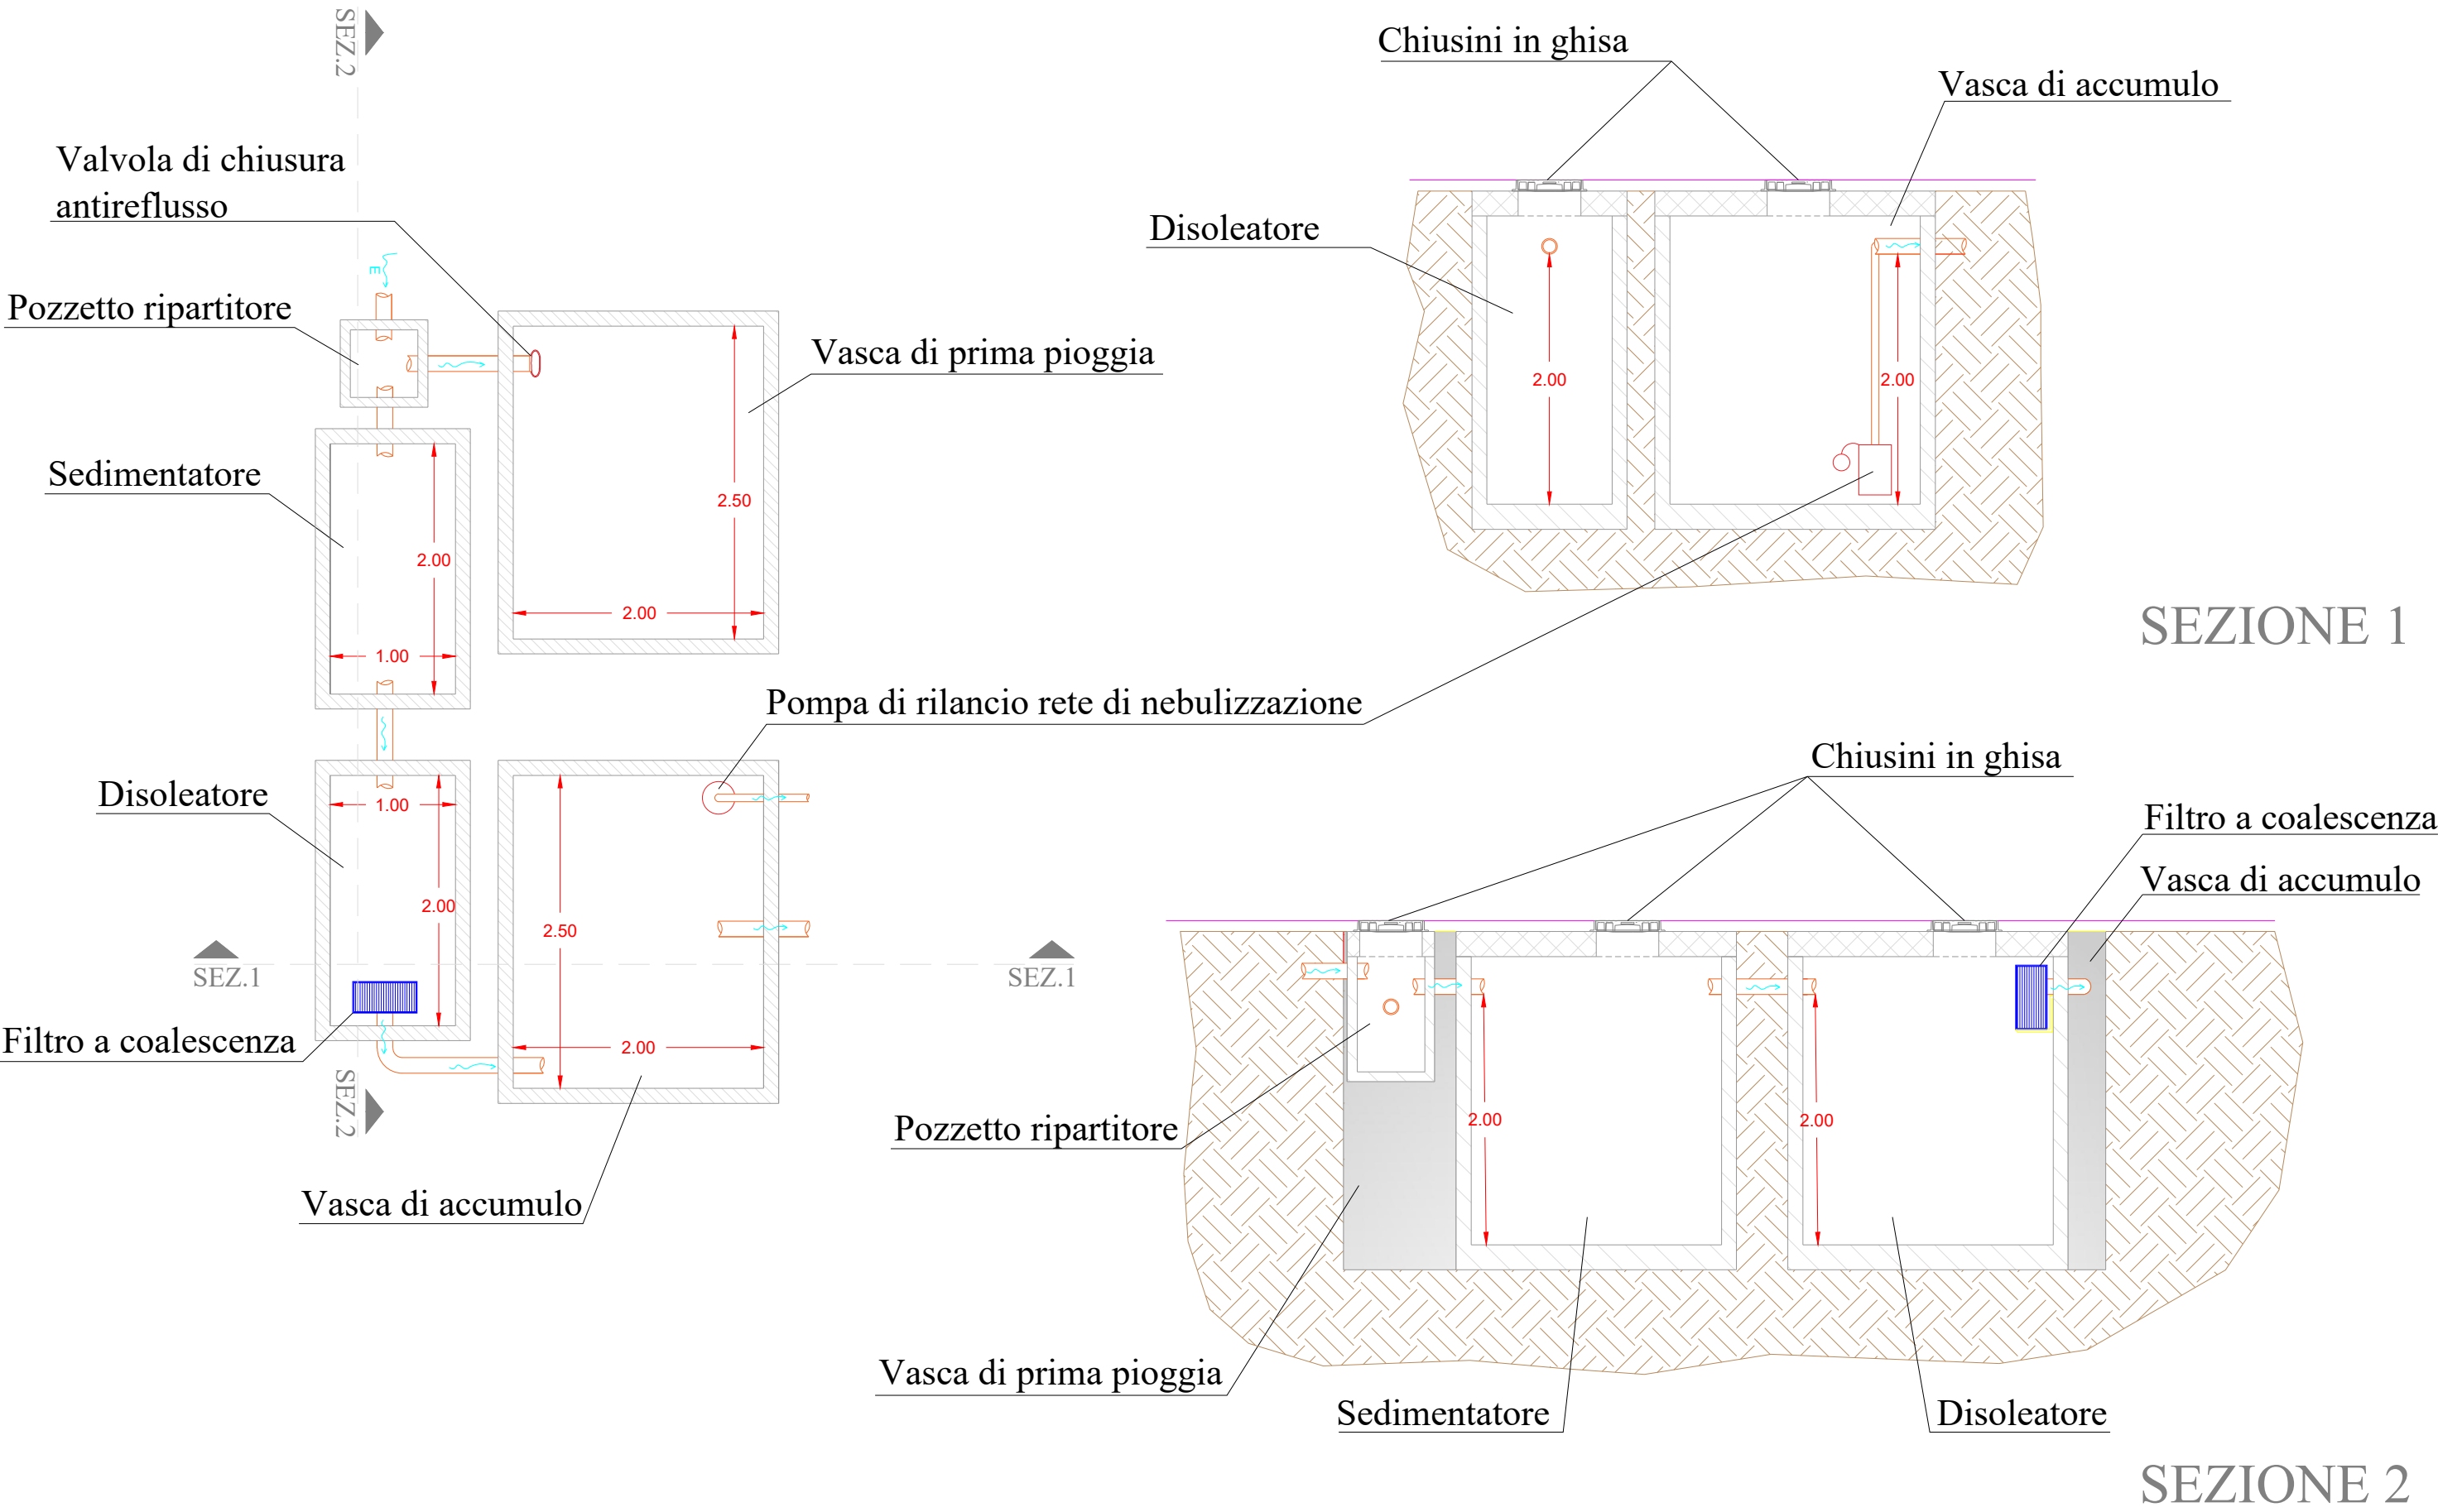 SEZ.2
Valvola di chiusura
antireflusso
E
Pozzetto ripartitore
Vasca di prima pioggia
Sedimentatore
2.50
2.00
2.00
1.00
Pompa di rilancio rete di nebulizzazione
Disoleatore
1.00
2.00
2.50
SEZ.1
SEZ.1
Filtro a coalescenza
2.00
SEZ.2
Vasca di accumulo
Chiusini in ghisa
Vasca di accumulo
Disoleatore
2.00
2.00
SEZIONE 1
Chiusini in ghisa
Filtro a coalescenza
Vasca di accumulo
Pozzetto ripartitore
2.00
2.00
Vasca di prima pioggia
Sedimentatore
Disoleatore
SEZIONE 2